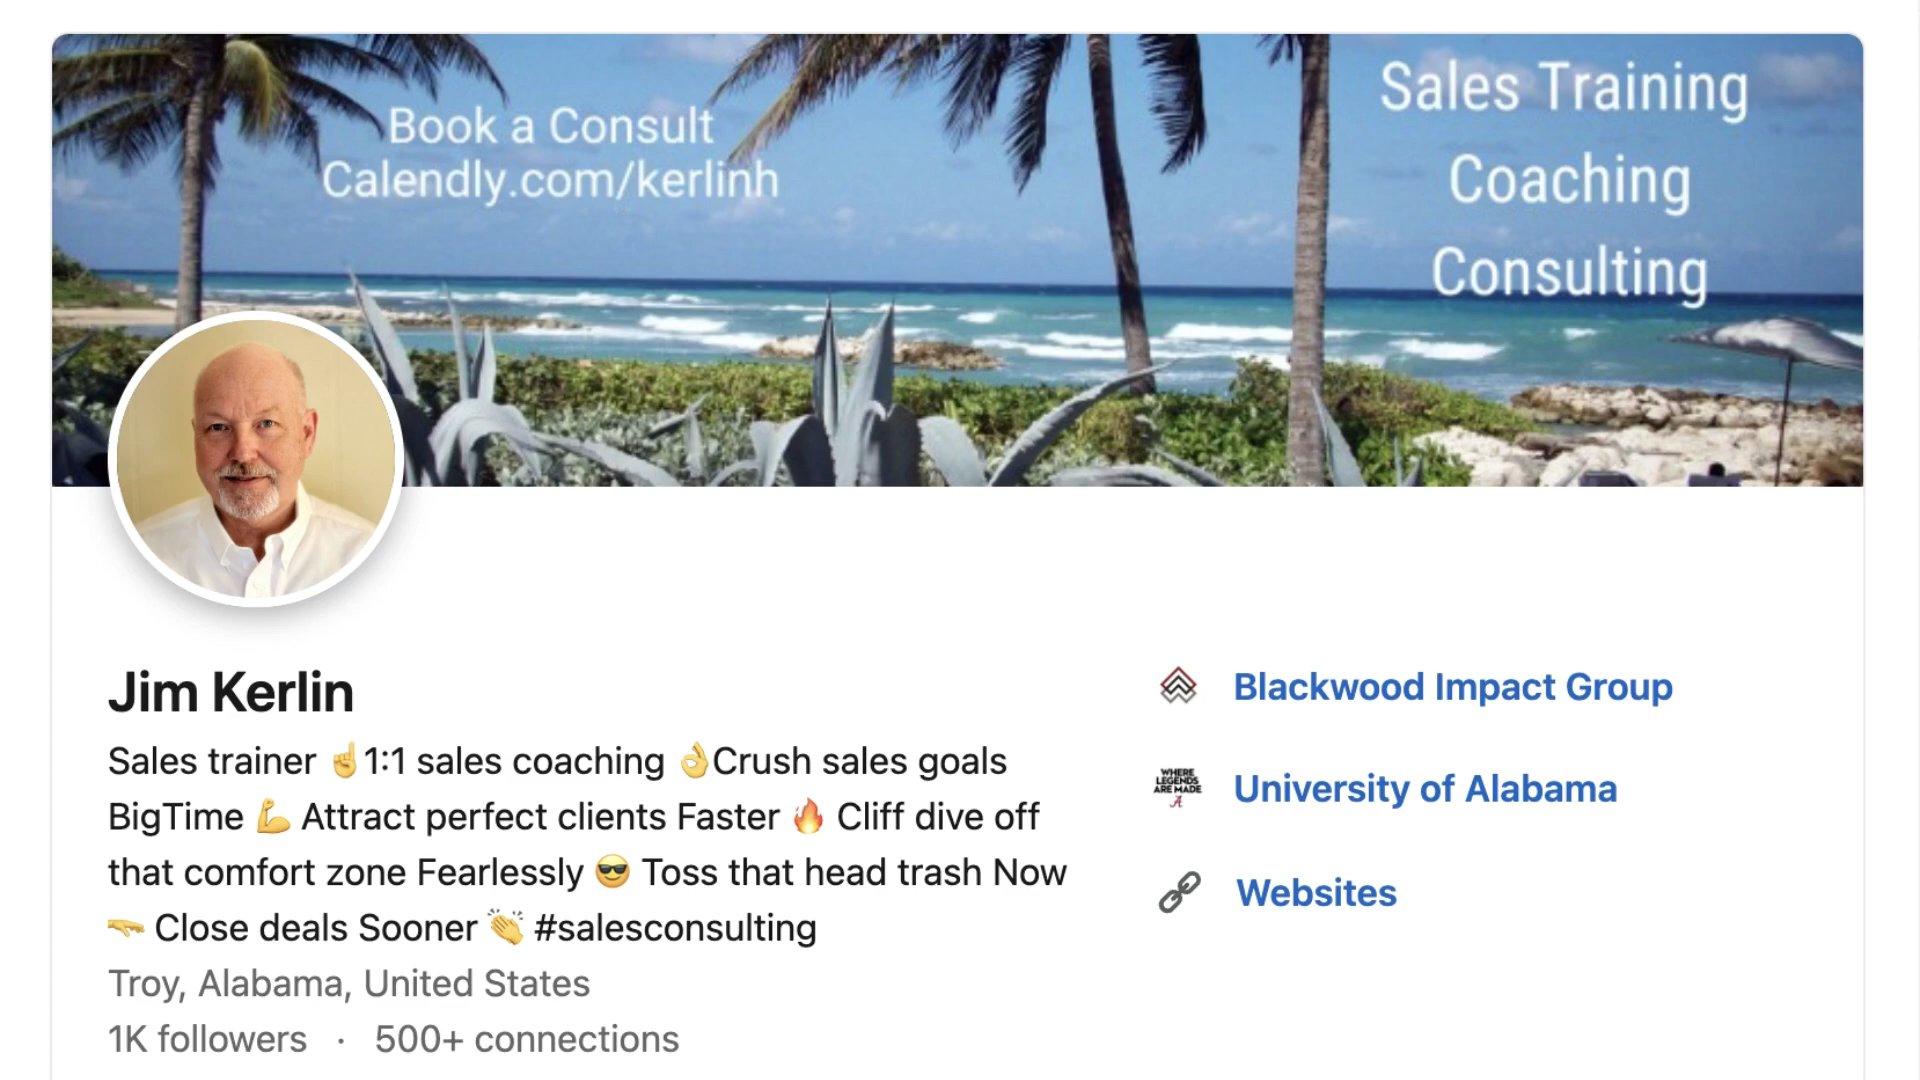 Book a Consult
Calendly.com/kerlinh
Sales Training
Coaching
Consulting
Jim Kerlin
Sales trainer ☝️1:1 sales coaching 👌Crush sales goals
BigTime 💪 Attract perfect clients Faster 🔥 Cliff dive off
that comfort zone Fearlessly 😎 Toss that head trash Now
🫳 Close deals Sooner 👏 #salesconsulting
Troy, Alabama, United States
1K followers · 500+ connections
Blackwood Impact Group
WHERE
LEGENDS
ARE MADE
A
University of Alabama
Websites